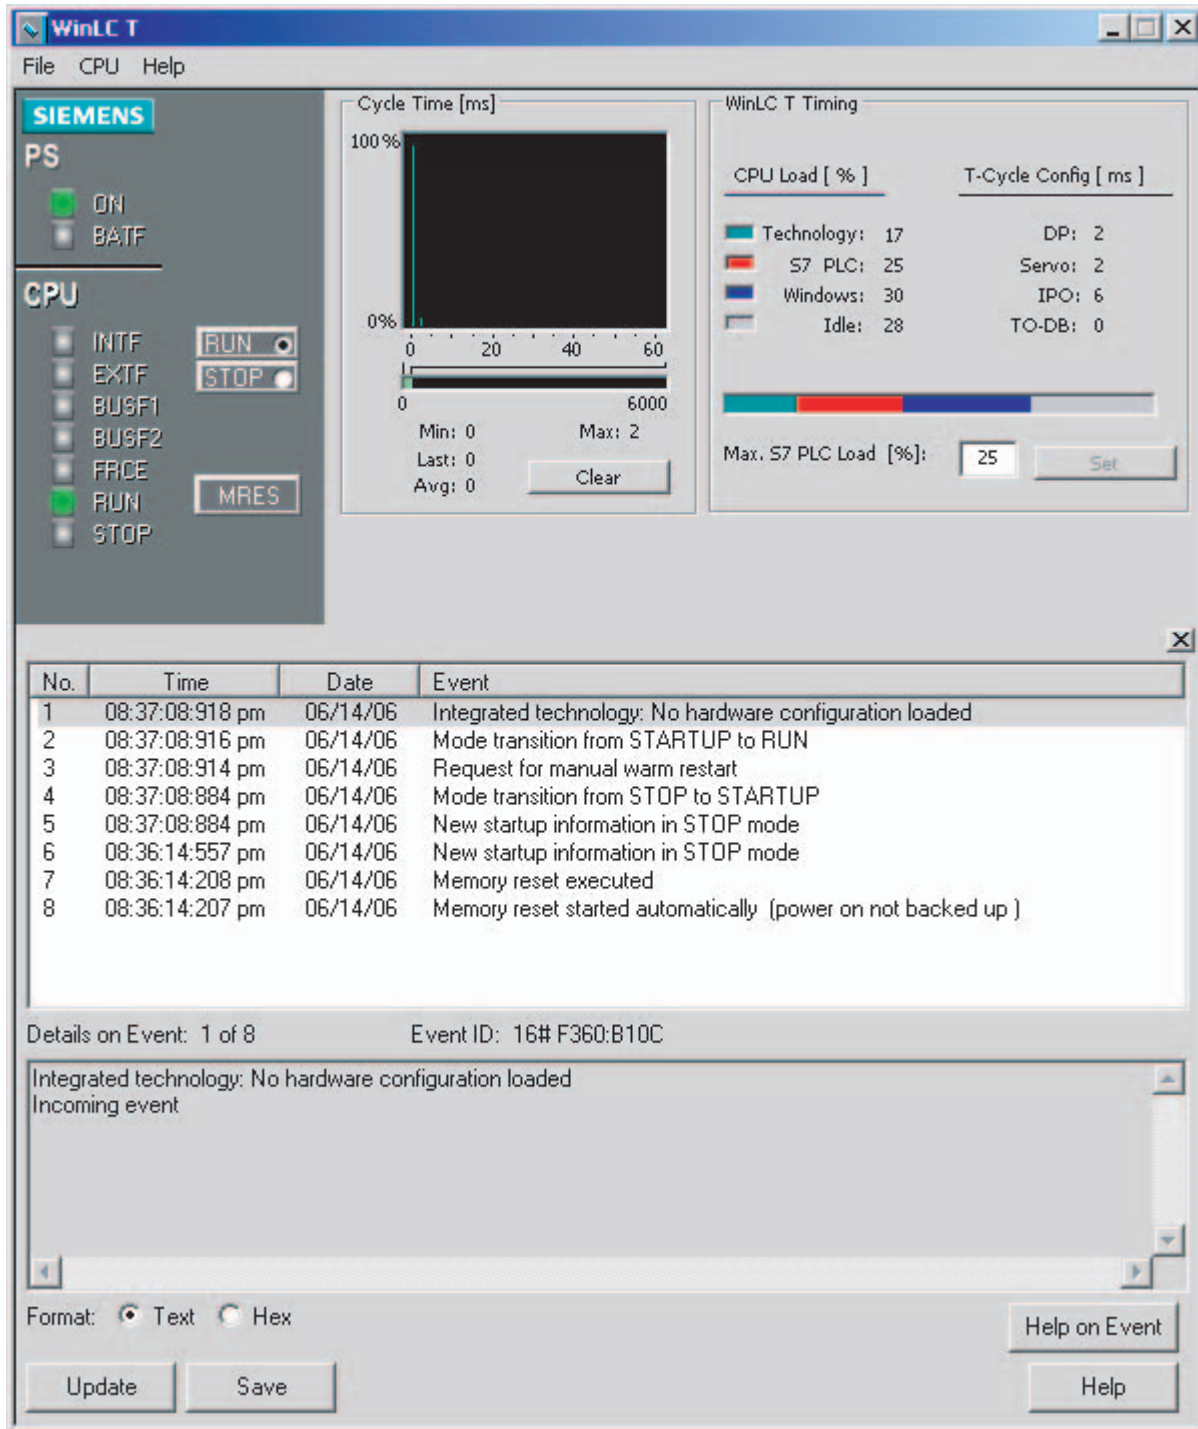 WinLC T
File CPU Help
SIEMENS
PS
ON
BATF
CPU
INTF
EXTF
BUSF1
BUSF2
FRCE
RUN
STOP
RUN
STOP
MRES
Cycle Time [ms]
100%
0%
0 20 40 60
0 6000
Min: 0 Max: 2
Last: 0
Avg: 0
Clear
WinLC T Timing
CPU Load [ % ] T-Cycle Config [ ms ]
Technology: 17 DP: 2
S7 PLC: 25 Servo: 2
Windows: 30 IPO: 6
Idle: 28 TO-DB: 0
Max. S7 PLC Load [%]: 25 Set
No. Time Date Event
1 08:37:08:918 pm 06/14/06 Integrated technology: No hardware configuration loaded
2 08:37:08:916 pm 06/14/06 Mode transition from STARTUP to RUN
3 08:37:08:914 pm 06/14/06 Request for manual warm restart
4 08:37:08:884 pm 06/14/06 Mode transition from STOP to STARTUP
5 08:37:08:884 pm 06/14/06 New startup information in STOP mode
6 08:36:14:557 pm 06/14/06 New startup information in STOP mode
7 08:36:14:208 pm 06/14/06 Memory reset executed
8 08:36:14:207 pm 06/14/06 Memory reset started automatically (power on not backed up )
Details on Event: 1 of 8 Event ID: 16# F360:B10C
Integrated technology: No hardware configuration loaded
Incoming event
Format: Text Hex
Help on Event
Update Save Help